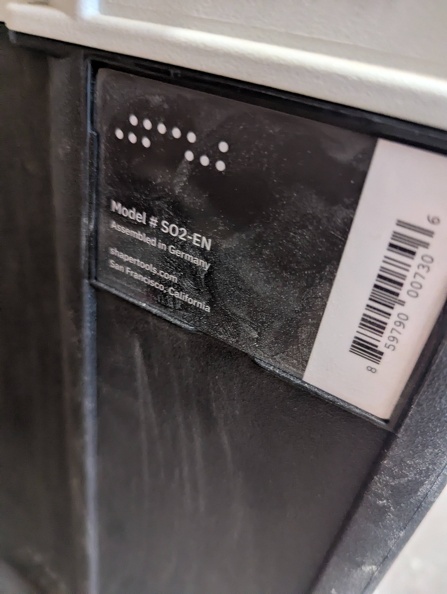 Model # SO2-EN
Assembled in Germany
shapertools.com
San Francisco, California
8 59790 00730 6